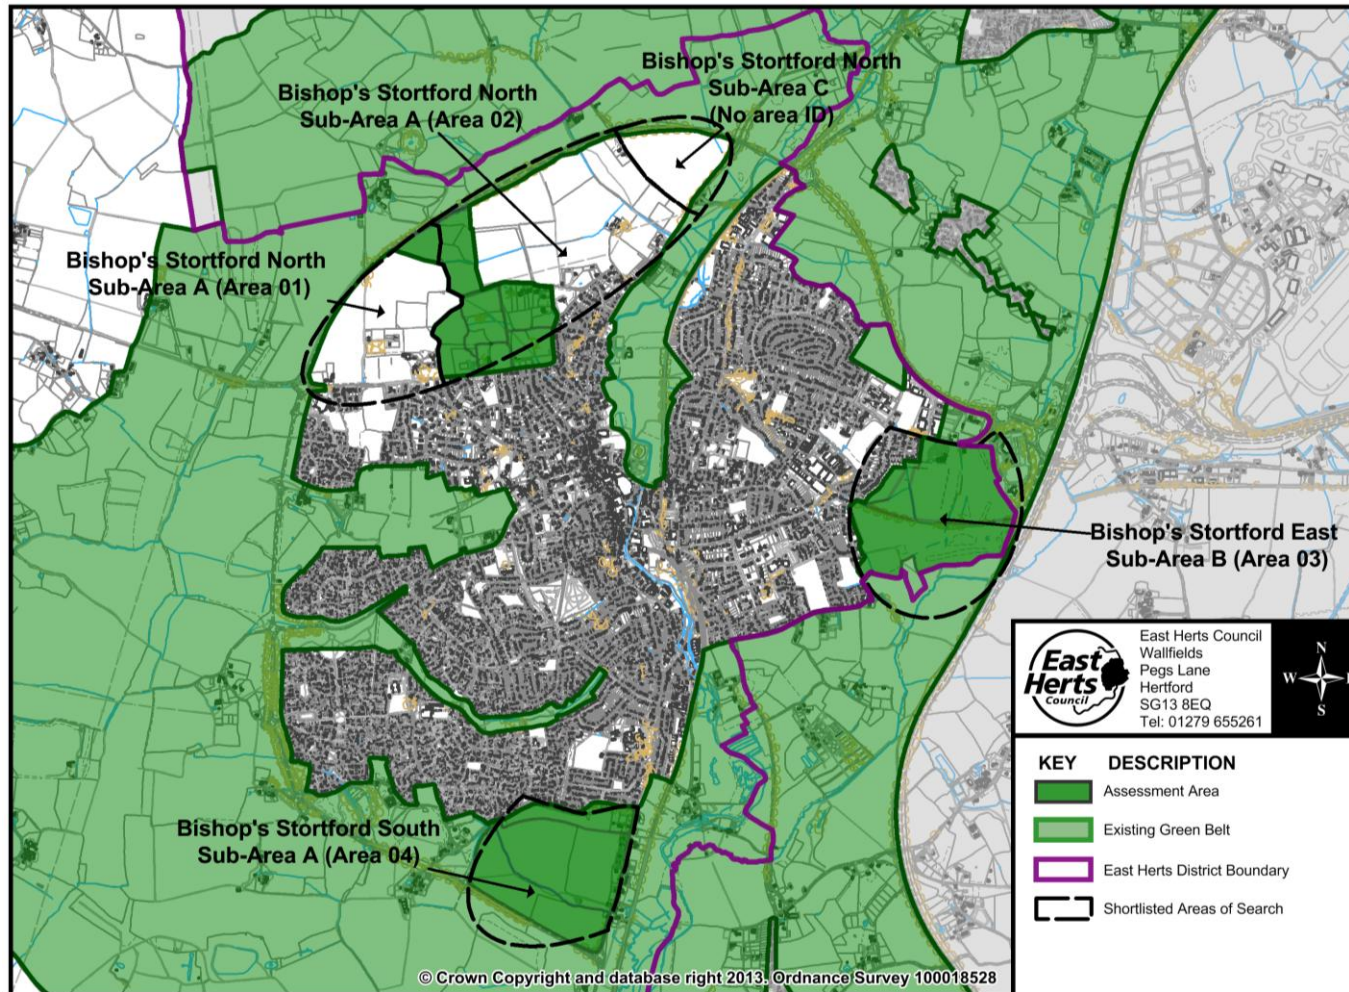 Bishop's Stortford North
Sub-Area C
(No area ID)
Bishop's Stortford North
Sub-Area A (Area 02)
Bishop's Stortford North
Sub-Area A (Area 01)
Bishop's Stortford East
Sub-Area B (Area 03)
Bishop's Stortford South
Sub-Area A (Area 04)
East
Herts
Council
East Herts Council
Wallfields
Pegs Lane
Hertford
SG13 8EQ
Tel: 01279 655261
N
W
S
KEY DESCRIPTION
Assessment Area
Existing Green Belt
East Herts District Boundary
Shortlisted Areas of Search
© Crown Copyright and database right 2013. Ordnance Survey 100018528